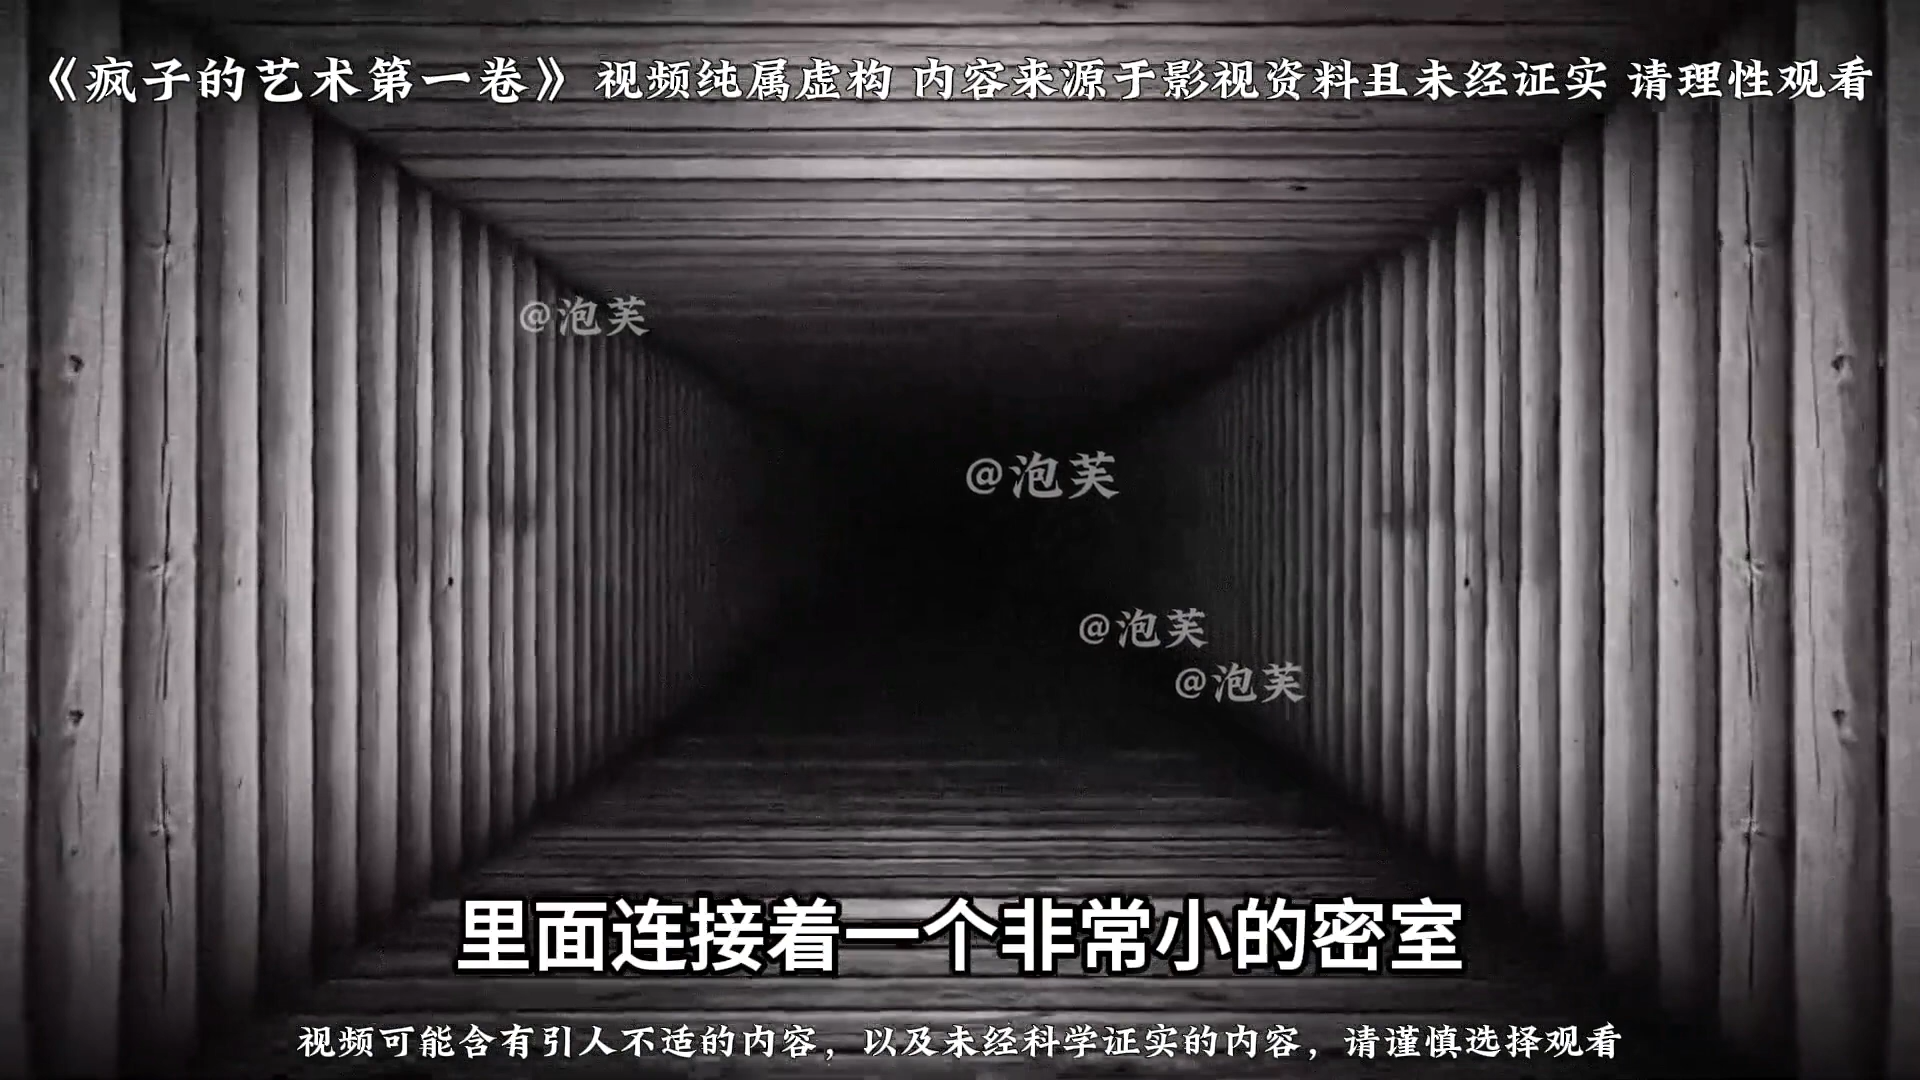 《疯子的艺术第一卷》视频纯属虚构 内容来源于影视资料且未经证实 请理性观看
@泡芙
@泡芙
@泡芙
@泡芙
里面连接着一个非常小的密室
视频可能含有引人不适的内容，以及未经科学证实的内容，请谨慎选择观看